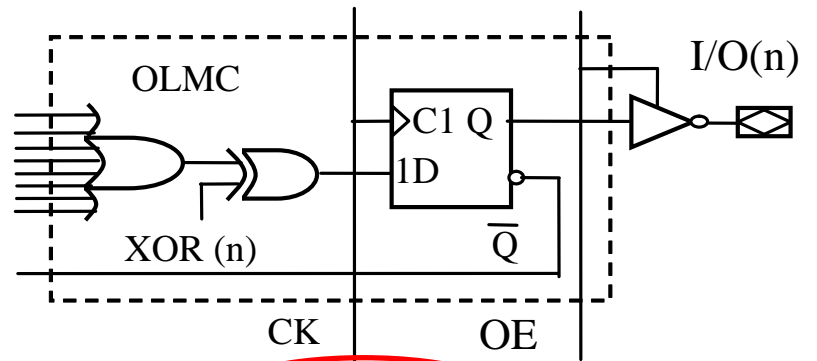 I/O(n)
OLMC
C1 Q
1D
XOR (n)
Q̅
CK
OE